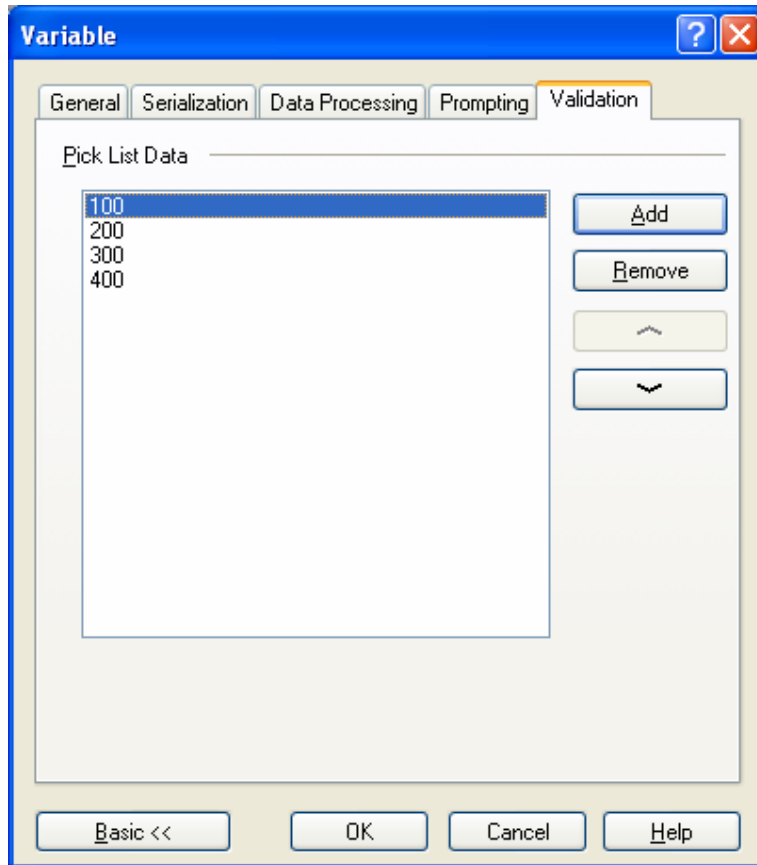 Variable
General Serialization Data Processing Prompting Validation
Pick List Data
100
200
300
400
Add
Remove
Basic << OK Cancel Help